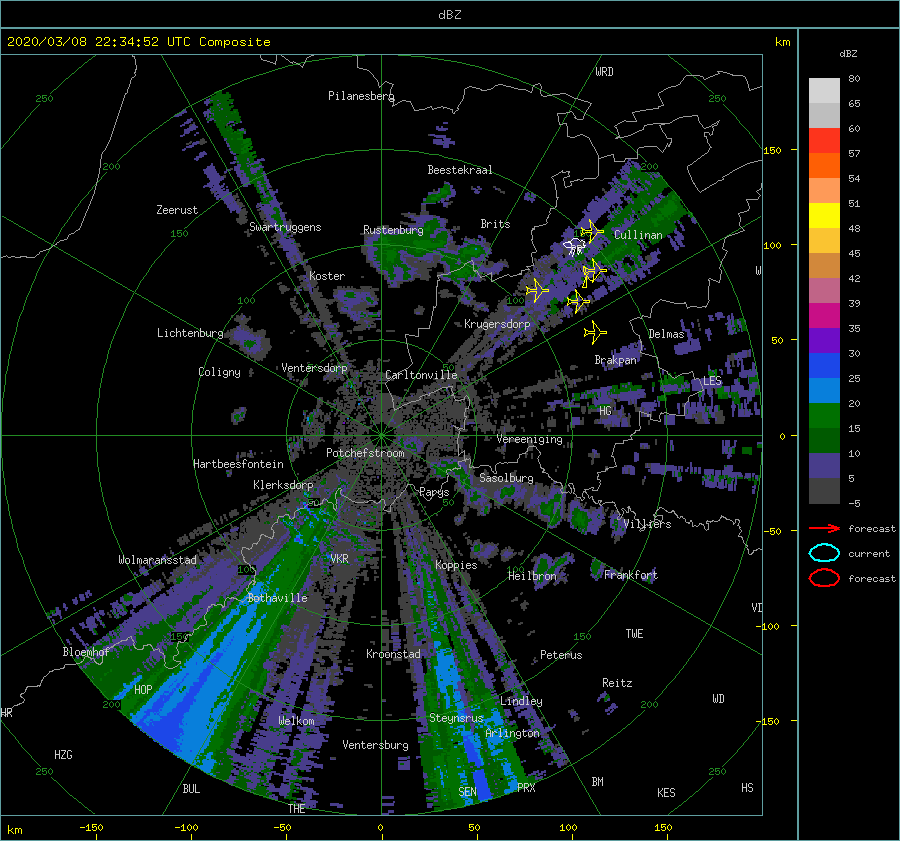 dBZ
2020/03/08 22:34:52 UTC Composite
km
dBZ
WRD
250
Pilanesberg
250
150
200
Beestekraal
200
Zeerust
150
Swartruggens
Rustenburg
Brits
Cullinan
100
Koster
W
100
100
Krugersdorp
Lichtenburg
Delmas
50
Coligny
Ventersdorp
Carltonville
Brakpan
LES
HG
0
Vereeniging
Potchefstroom
Hartbeesfontein
Klerksdorp
Parys
Sasolburg
50
50
Villiers
-50
Wolmaransstad
VKR
Koppies
100
100
Heilbron
Frankfort
Bothaville
VI
-100
150
150
TWE
Bloemhof
Kroonstad
Peterus
HOP
Reitz
WD
200
Lindley
200
HR
Welkom
Steynsrus
-150
Arlington
HZG
Ventersburg
250
250
BUL
SEN
PRX
BM
KES
HS
THE
km
-150
-100
-50
0
50
100
150
80
65
60
57
54
51
48
45
42
39
35
30
25
20
15
10
5
-5
forecast
current
forecast